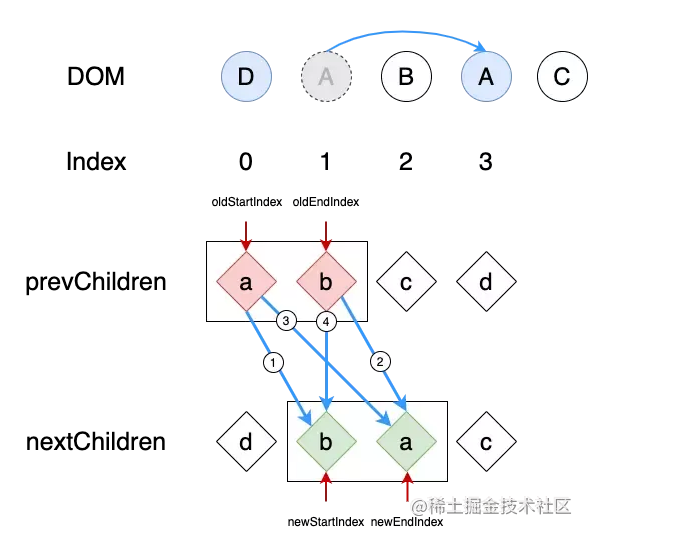 DOM D A B A C
Index 0 1 2 3
oldStartIndex oldEndIndex
prevChildren a b c d
3 4
1 2
nextChildren d b a c
@稀土掘金技术社区
newStartIndex newEndIndex